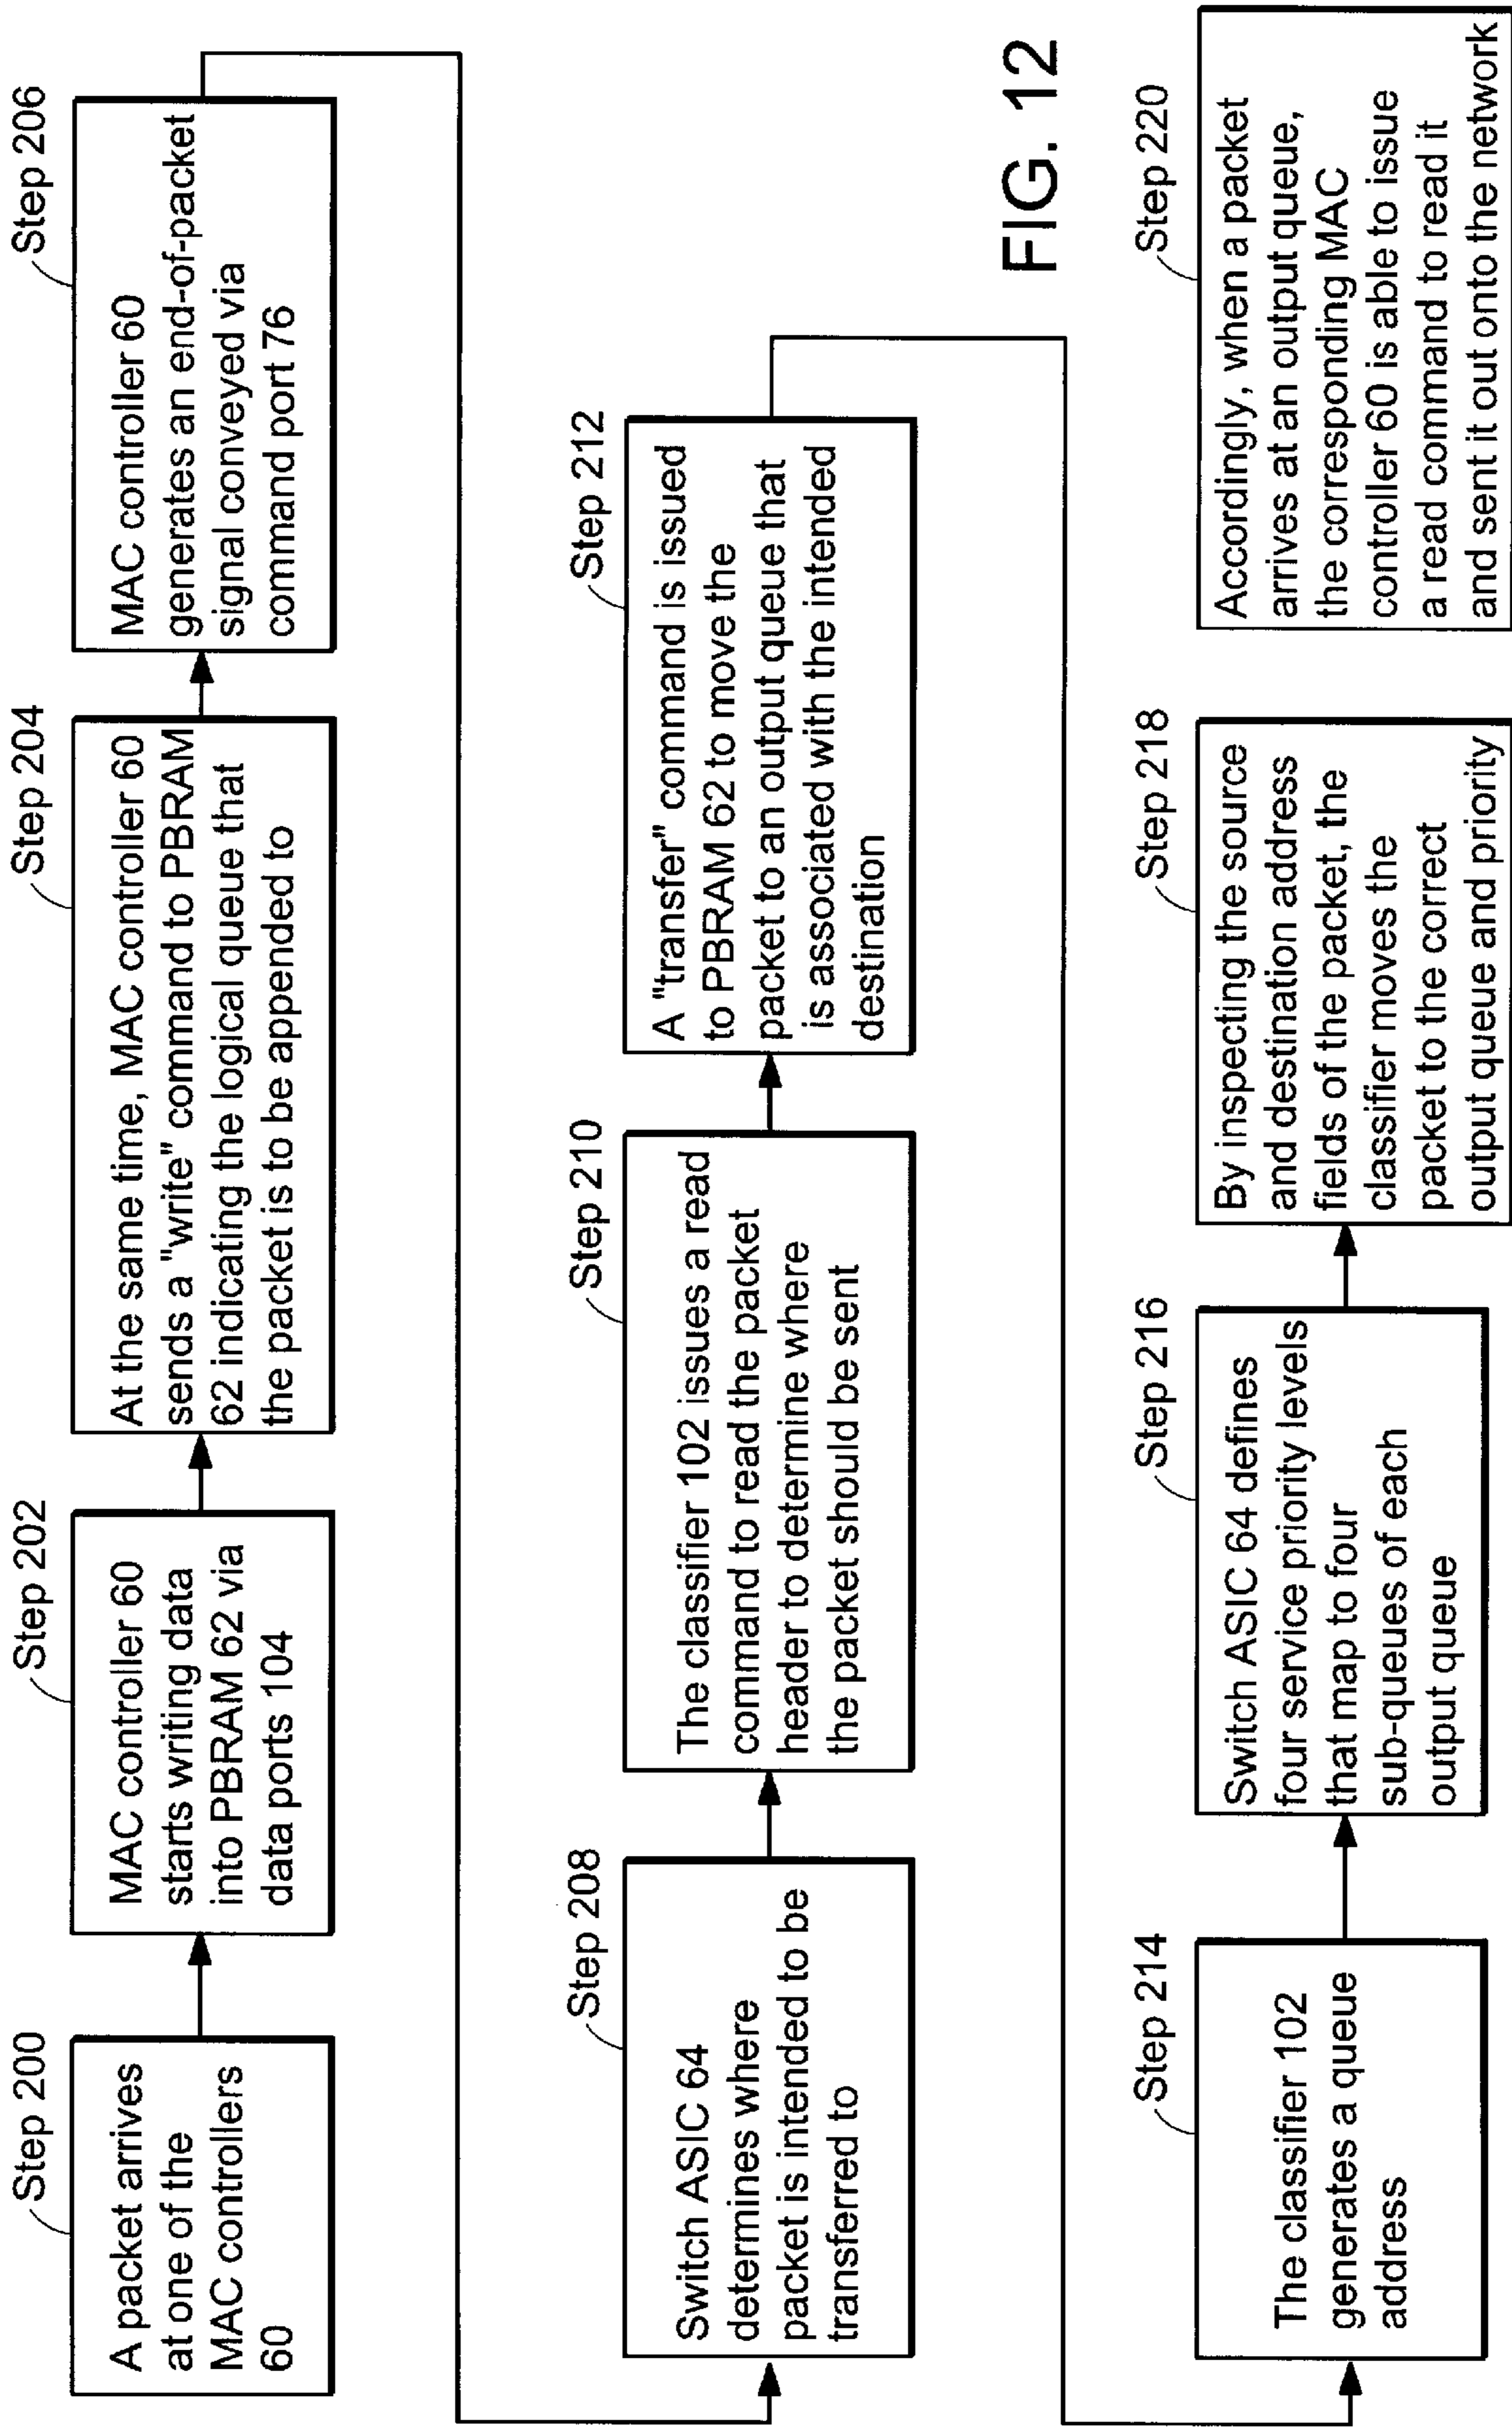 Step 200
A packet arrives
at one of the
MAC controllers
60
Step 202
MAC controller 60
starts writing data
into PBRAM 62 via
data ports 104
Step 204
At the same time, MAC controller 60
sends a "write" command to PBRAM
62 indicating the logical queue that
the packet is to be appended to
Step 206
MAC controller 60
generates an end-of-packet
signal conveyed via
command port 76
Step 208
Switch ASIC 64
determines where
packet is intended to be
transferred to
Step 210
The classifier 102 issues a read
command to read the packet
header to determine where
the packet should be sent
Step 212
A "transfer" command is issued
to PBRAM 62 to move the
packet to an output queue that
is associated with the intended
destination
Step 214
The classifier 102
generates a queue
address
Step 216
Switch ASIC 64 defines
four service priority levels
that map to four
sub-queues of each
output queue
Step 218
By inspecting the source
and destination address
fields of the packet, the
classifier moves the
packet to the correct
output queue and priority
Step 220
Accordingly, when a packet
arrives at an output queue,
the corresponding MAC
controller 60 is able to issue
a read command to read it
and sent it out onto the network
FIG. 12